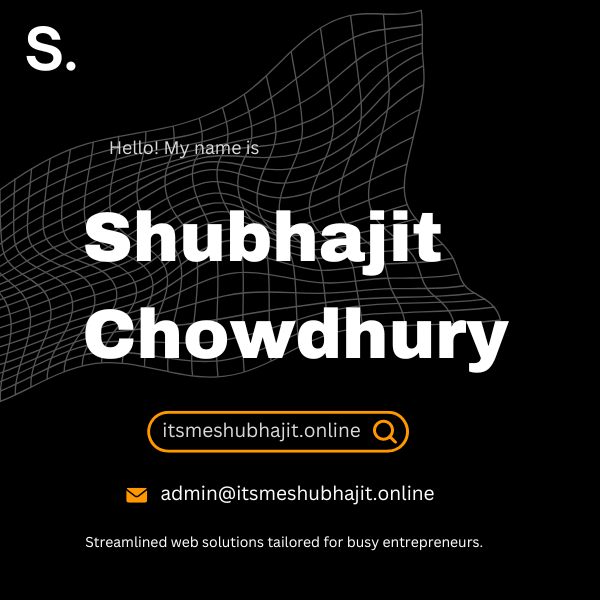 S.
Hello! My name is
Shubhajit
Chowdhury
itsmeshubhajit.online
admin@itsmeshubhajit.online
Streamlined web solutions tailored for busy entrepreneurs.